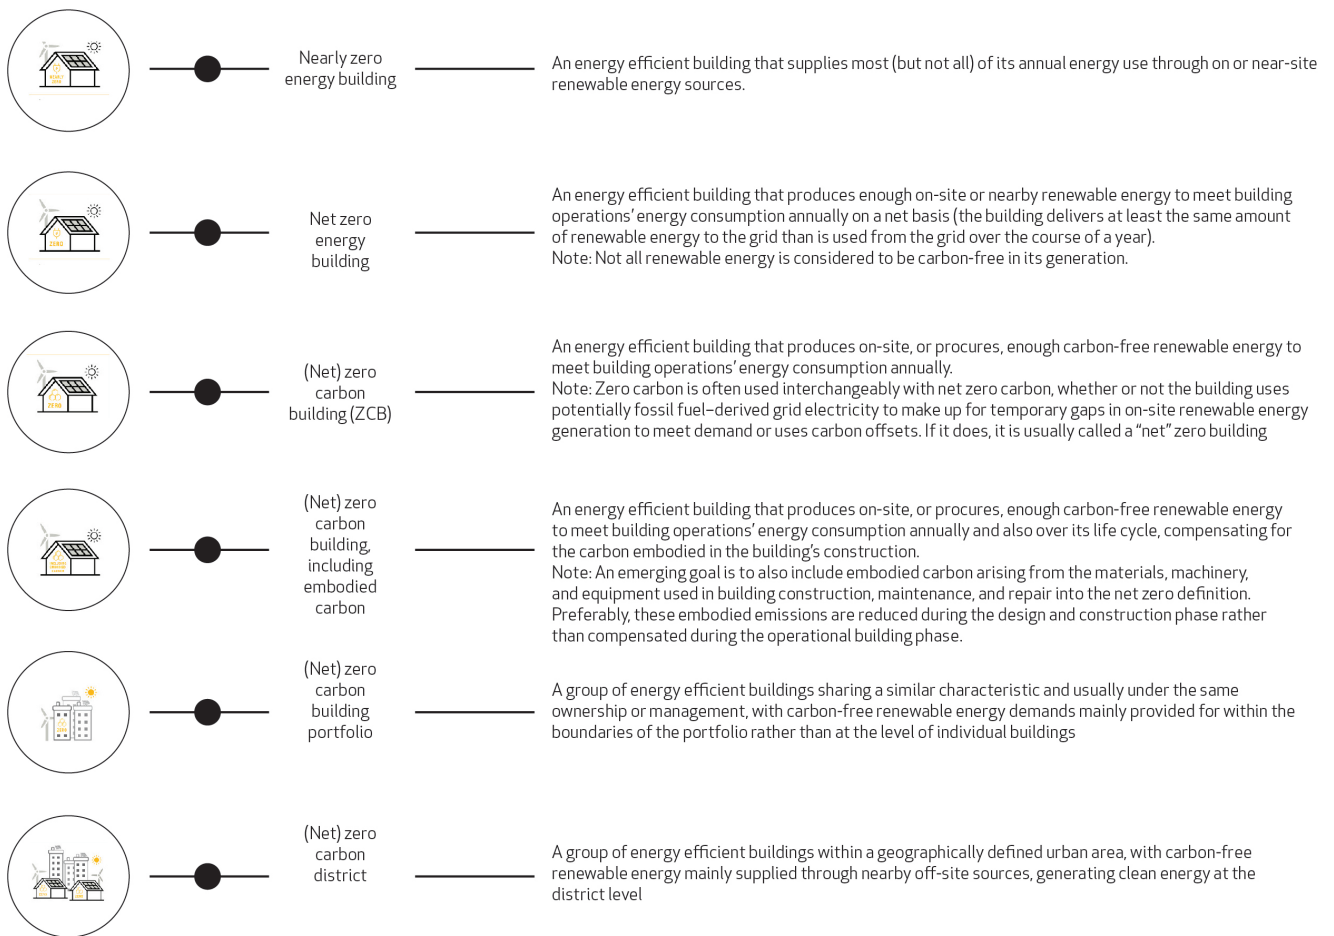 Nearly zero
energy building
An energy efficient building that supplies most (but not all) of its annual energy use through on or near-site
renewable energy sources.
Net zero
energy
building
An energy efficient building that produces enough on-site or nearby renewable energy to meet building
operations' energy consumption annually on a net basis (the building delivers at least the same amount
of renewable energy to the grid than is used from the grid over the course of a year).
Note: Not all renewable energy is considered to be carbon-free in its generation.
ZERO
(Net) zero
carbon
building (ZCB)
An energy efficient building that produces on-site, or procures, enough carbon-free renewable energy to
meet building operations' energy consumption annually.
Note: Zero carbon is often used interchangeably with net zero carbon, whether or not the building uses
potentially fossil fuel–derived grid electricity to make up for temporary gaps in on-site renewable energy
generation to meet demand or uses carbon offsets. If it does, it is usually called a “net” zero building
ZERO
(Net) zero
carbon
building,
including
embodied
carbon
An energy efficient building that produces on-site, or procures, enough carbon-free renewable energy
to meet building operations' energy consumption annually and also over its life cycle, compensating for
the carbon embodied in the building's construction.
Note: An emerging goal is to also include embodied carbon arising from the materials, machinery,
and equipment used in building construction, maintenance, and repair into the net zero definition.
Preferably, these embodied emissions are reduced during the design and construction phase rather
than compensated during the operational building phase.
(Net) zero
carbon
building
portfolio
A group of energy efficient buildings sharing a similar characteristic and usually under the same
ownership or management, with carbon-free renewable energy demands mainly provided for within the
boundaries of the portfolio rather than at the level of individual buildings
(Net) zero
carbon
district
A group of energy efficient buildings within a geographically defined urban area, with carbon-free
renewable energy mainly supplied through nearby off-site sources, generating clean energy at the
district level